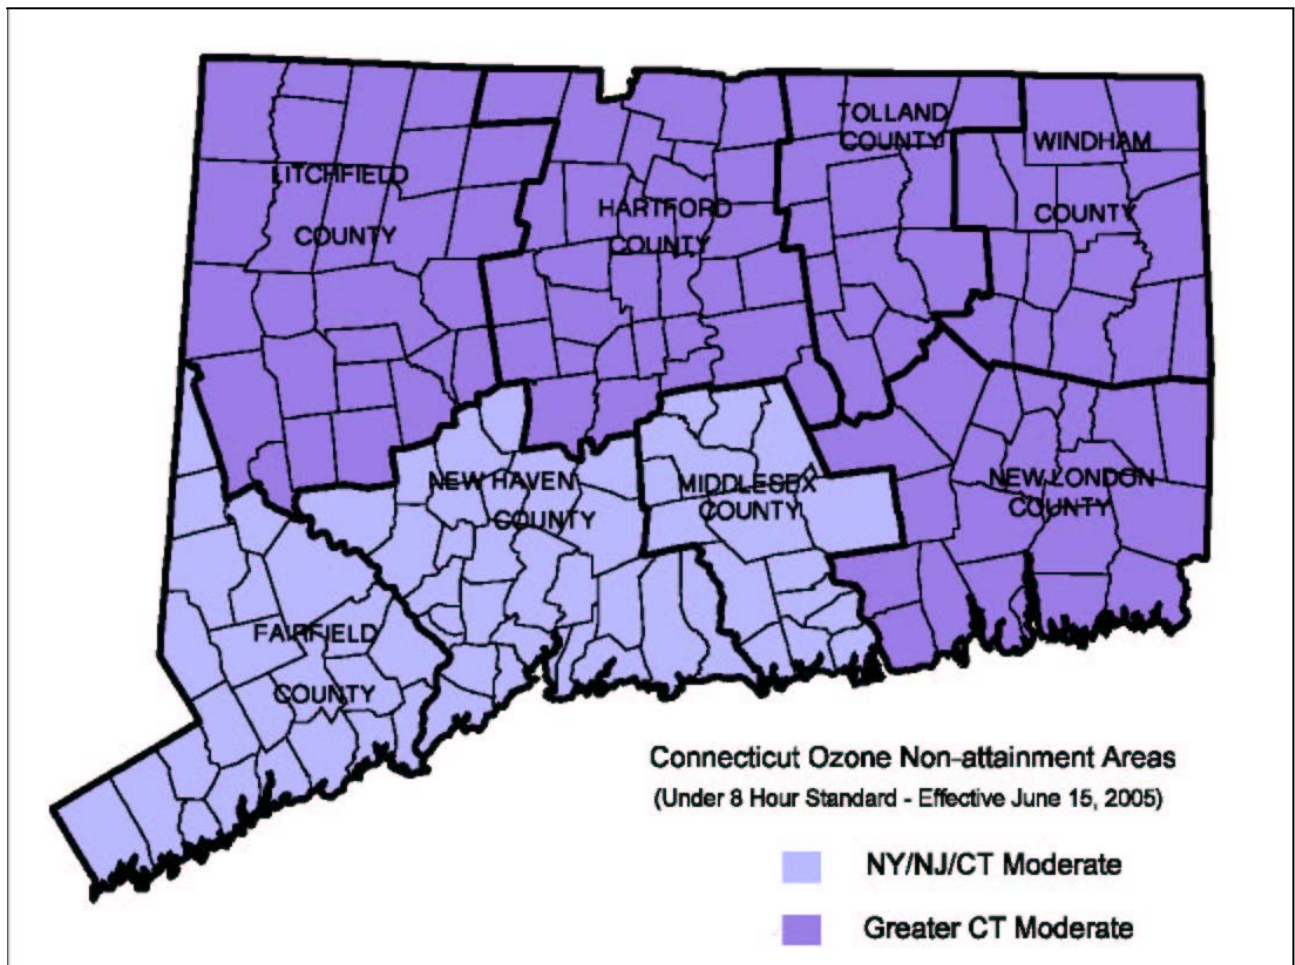 TOLLAND
COUNTY
WINDHAM
COUNTY
LITCHFIELD
COUNTY
HARTFORD
COUNTY
NEW HAVEN
COUNTY
MIDDLESEX
COUNTY
NEW LONDON
COUNTY
FAIRFIELD
COUNTY
Connecticut Ozone Non-attainment Areas
(Under 8 Hour Standard - Effective June 15, 2005)
NY/NJ/CT Moderate
Greater CT Moderate